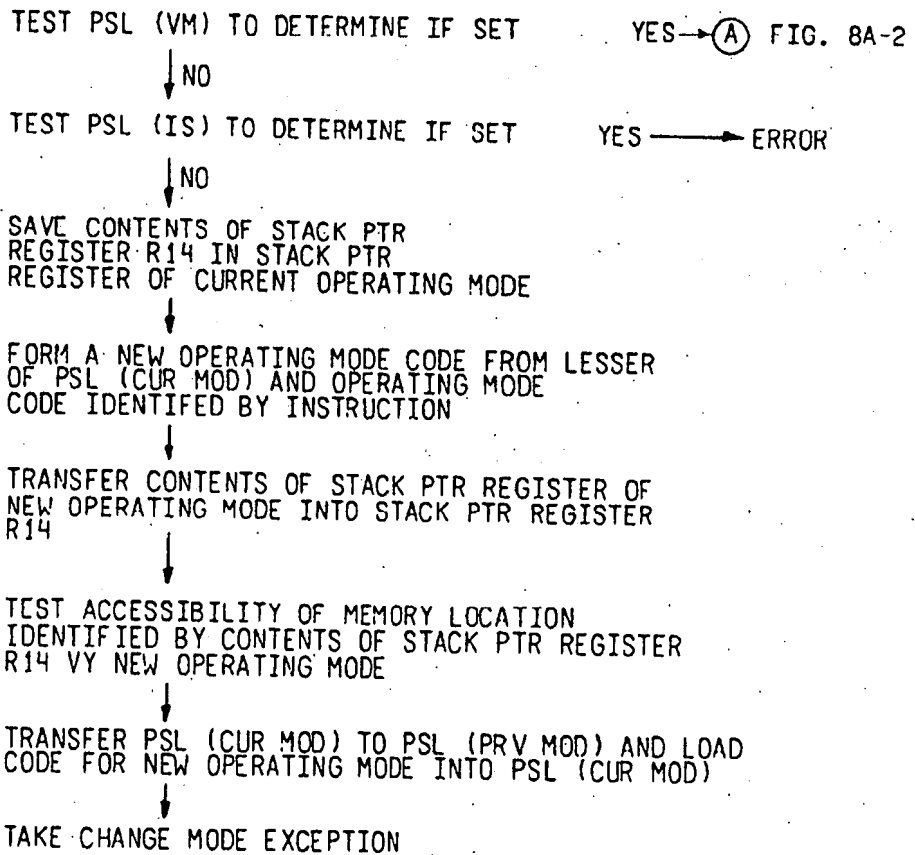 TEST PSL (VM) TO DETERMINE IF SET YES→(A) FIG. 8A-2
NO
TEST PSL (IS) TO DETERMINE IF SET YES → ERROR
NO
SAVE CONTENTS OF STACK PTR
REGISTER R14 IN STACK PTR
REGISTER OF CURRENT OPERATING MODE
FORM A NEW OPERATING MODE CODE FROM LESSER
OF PSL (CUR MOD) AND OPERATING MODE
CODE IDENTIFED BY INSTRUCTION
TRANSFER CONTENTS OF STACK PTR REGISTER OF
NEW OPERATING MODE INTO STACK PTR REGISTER
R14
TEST ACCESSIBILITY OF MEMORY LOCATION
IDENTIFIED BY CONTENTS OF STACK PTR REGISTER
R14 VY NEW OPERATING MODE
TRANSFER PSL (CUR MOD) TO PSL (PRV MOD) AND LOAD
CODE FOR NEW OPERATING MODE INTO PSL (CUR MOD)
TAKE CHANGE MODE EXCEPTION